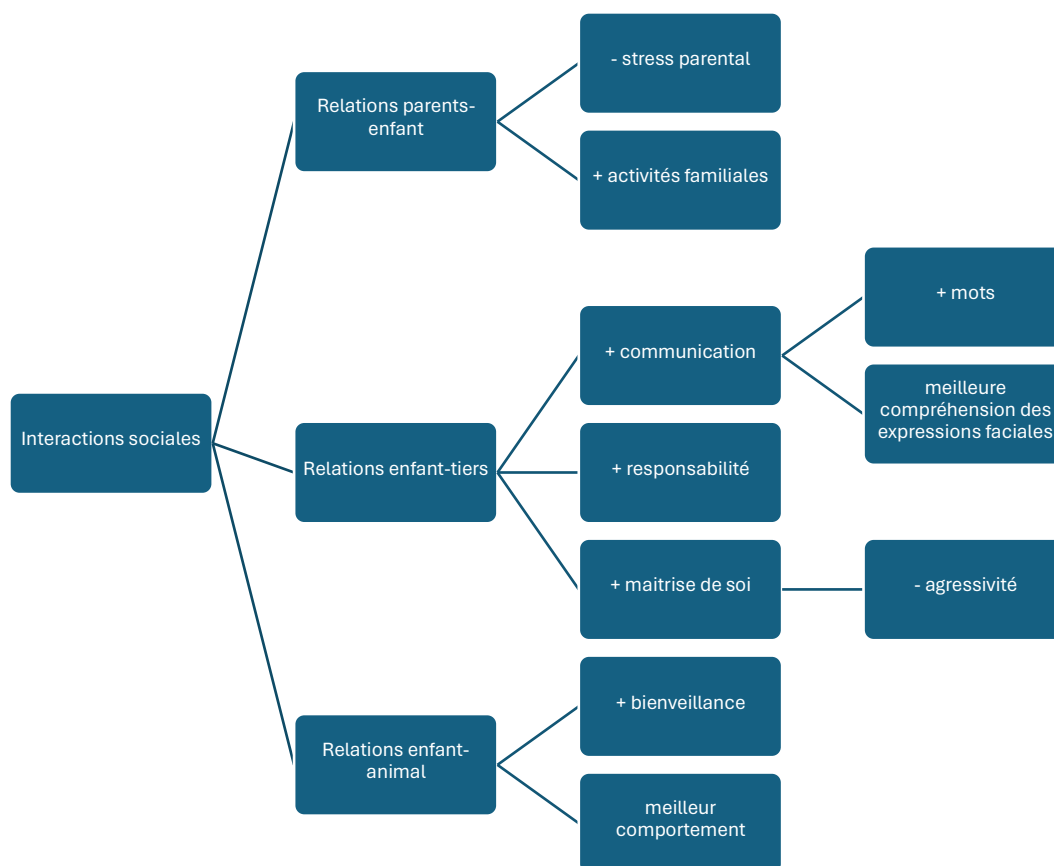 Interactions sociales
Relations parents-
enfant
- stress parental
+ activités familiales
Relations enfant-tiers
+ communication
+ mots
meilleure
compréhension des
expressions faciales
+ responsabilité
+ maitrise de soi
- agressivité
Relations enfant-
animal
+ bienveillance
meilleur
comportement